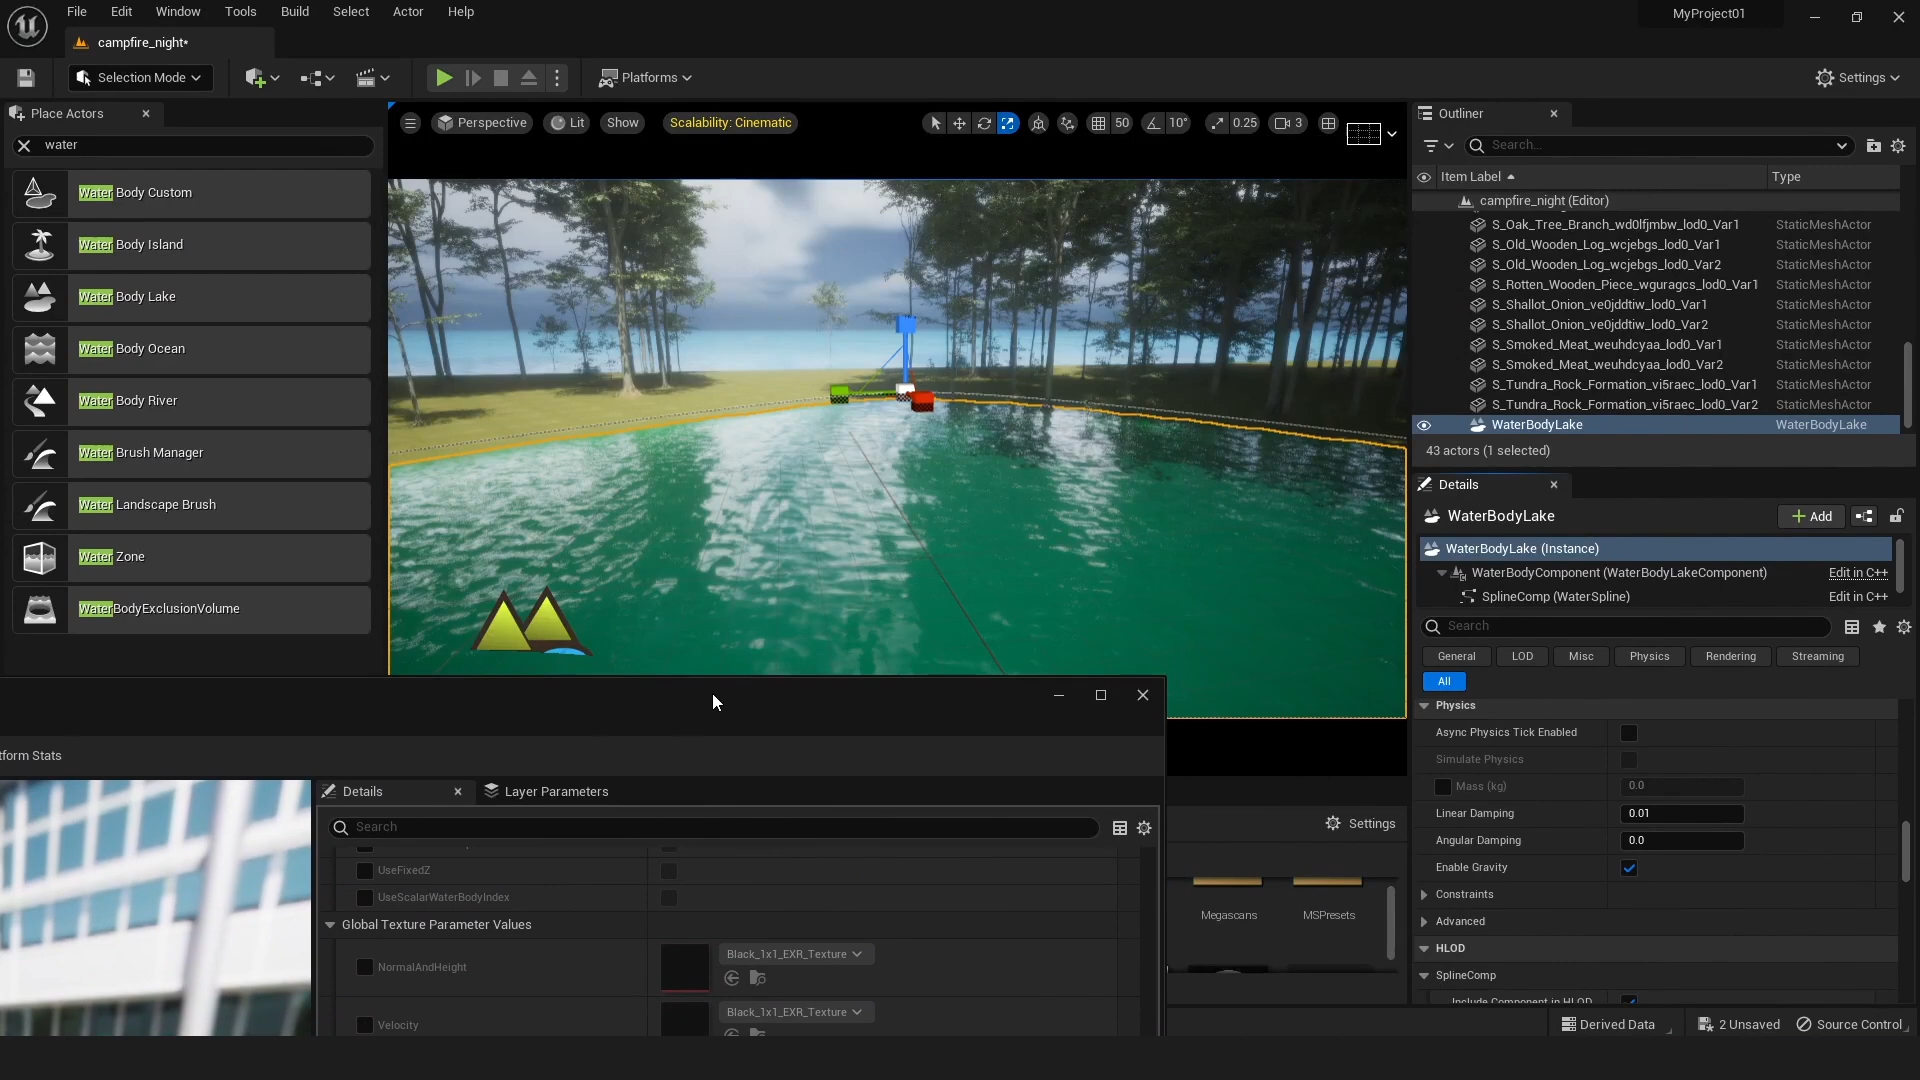 File Edit Window Tools Build Select Actor Help
MyProject01
campfire_night*
Selection Mode
Platforms
Settings
Place Actors
water
Water Body Custom
Water Body Island
Water Body Lake
Water Body Ocean
Water Body River
Water Brush Manager
Water Landscape Brush
Water Zone
WaterBodyExclusionVolume
Perspective Lit Show Scalability: Cinematic 50 10° 0.25 3
Outliner
Search...
Item Label Type
campfire_night (Editor)
S_Oak_Tree_Branch_wd0lfjmbw_lod0_Var1 StaticMeshActor
S_Old_Wooden_Log_wcjebgs_lod0_Var1 StaticMeshActor
S_Old_Wooden_Log_wcjebgs_lod0_Var2 StaticMeshActor
S_Rotten_Wooden_Piece_wguragcs_lod0_Var1 StaticMeshActor
S_Shallot_Onion_ve0jddtiw_lod0_Var1 StaticMeshActor
S_Shallot_Onion_ve0jddtiw_lod0_Var2 StaticMeshActor
S_Smoked_Meat_weuhdcyaa_lod0_Var1 StaticMeshActor
S_Smoked_Meat_weuhdcyaa_lod0_Var2 StaticMeshActor
S_Tundra_Rock_Formation_vi5raec_lod0_Var1 StaticMeshActor
S_Tundra_Rock_Formation_vi5raec_lod0_Var2 StaticMeshActor
WaterBodyLake WaterBodyLake
43 actors (1 selected)
Details
WaterBodyLake
Add
WaterBodyLake (Instance)
WaterBodyComponent (WaterBodyLakeComponent) Edit in C++
SplineComp (WaterSpline) Edit in C++
Search
General LOD Misc Physics Rendering Streaming
All
Physics
Async Physics Tick Enabled
Simulate Physics
Mass (kg) 0.0
Linear Damping 0.01
Angular Damping 0.0
Enable Gravity
Constraints
Advanced
HLOD
SplineComp
Include Component in HLOD
tform Stats
Details Layer Parameters
Search
UseFixedZ
UseScalarWaterBodyIndex
Global Texture Parameter Values
NormalAndHeight Black_1x1_EXR_Texture
Velocity Black_1x1_EXR_Texture
Settings
Megascans MSPresets
Derived Data 2 Unsaved Source Control